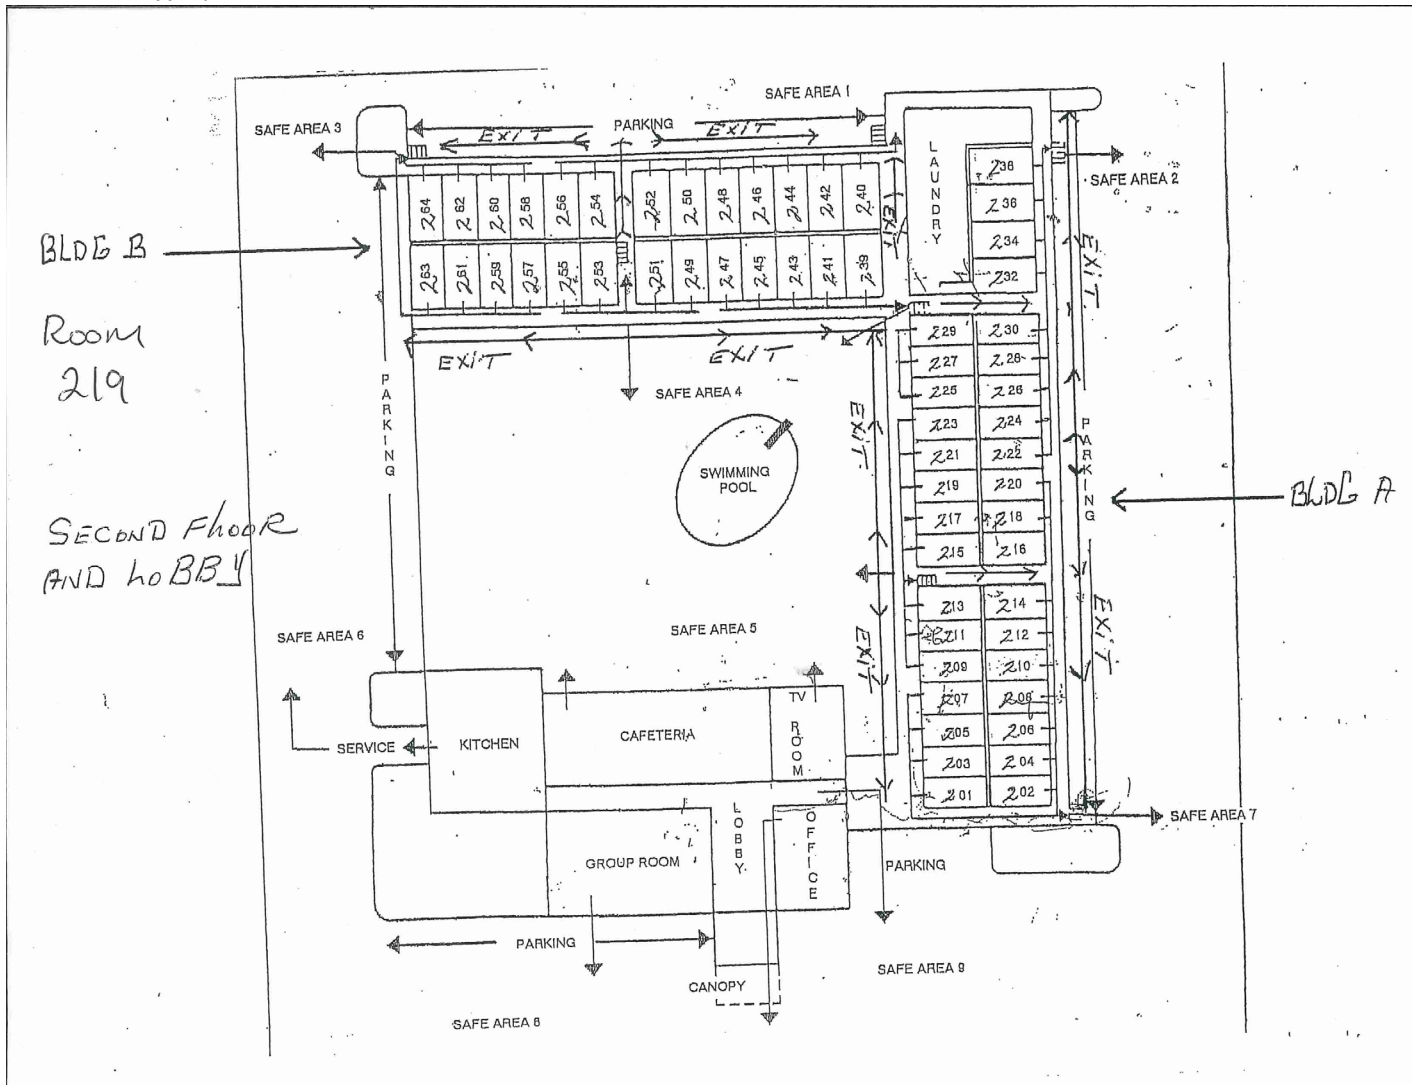 SAFE AREA 1
SAFE AREA 3
PARKING
EXIT
EXIT
SAFE AREA 2
LAUNDRY
238
236
234
232
264 262 260 258 256 254 252 250 248 246 244 242 240
EXIT
EXIT
BLDG B
263 261 259 257 255 253 251 249 247 245 243 241 239
Room
219
EXIT
EXIT
SAFE AREA 4
PARKING
229 230
227 228
225 226
223 224
221 222
219 220
217 218
215 216
EXIT
PARKING
BLDG A
SWIMMING
POOL
SECOND FLOOR
AND LOBBY
213 214
211 212
209 210
207 208
205 206
203 204
201 202
EXIT
EXIT
SAFE AREA 6
SAFE AREA 5
TV
ROOM
SERVICE
KITCHEN
CAFETERIA
LOBBY
OFFICE
SAFE AREA 7
GROUP ROOM
PARKING
PARKING
SAFE AREA 9
CANOPY
SAFE AREA 8